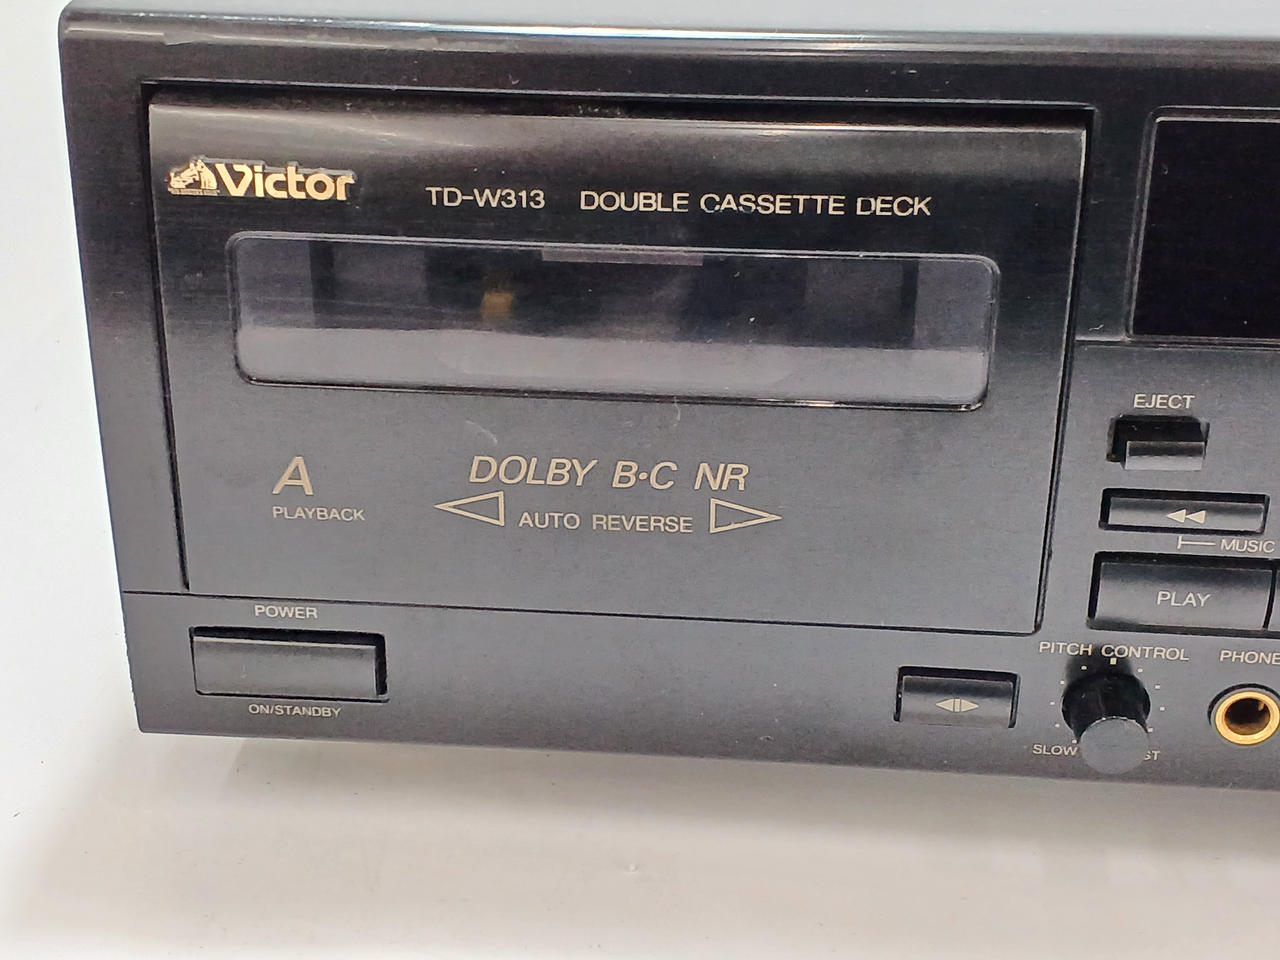 Victor
TD-W313 DOUBLE CASSETTE DECK
EJECT
A
PLAYBACK
DOLBY B·C NR
AUTO REVERSE
MUSIC
PLAY
POWER
ON/STANDBY
PITCH CONTROL
SLOW
PHONE